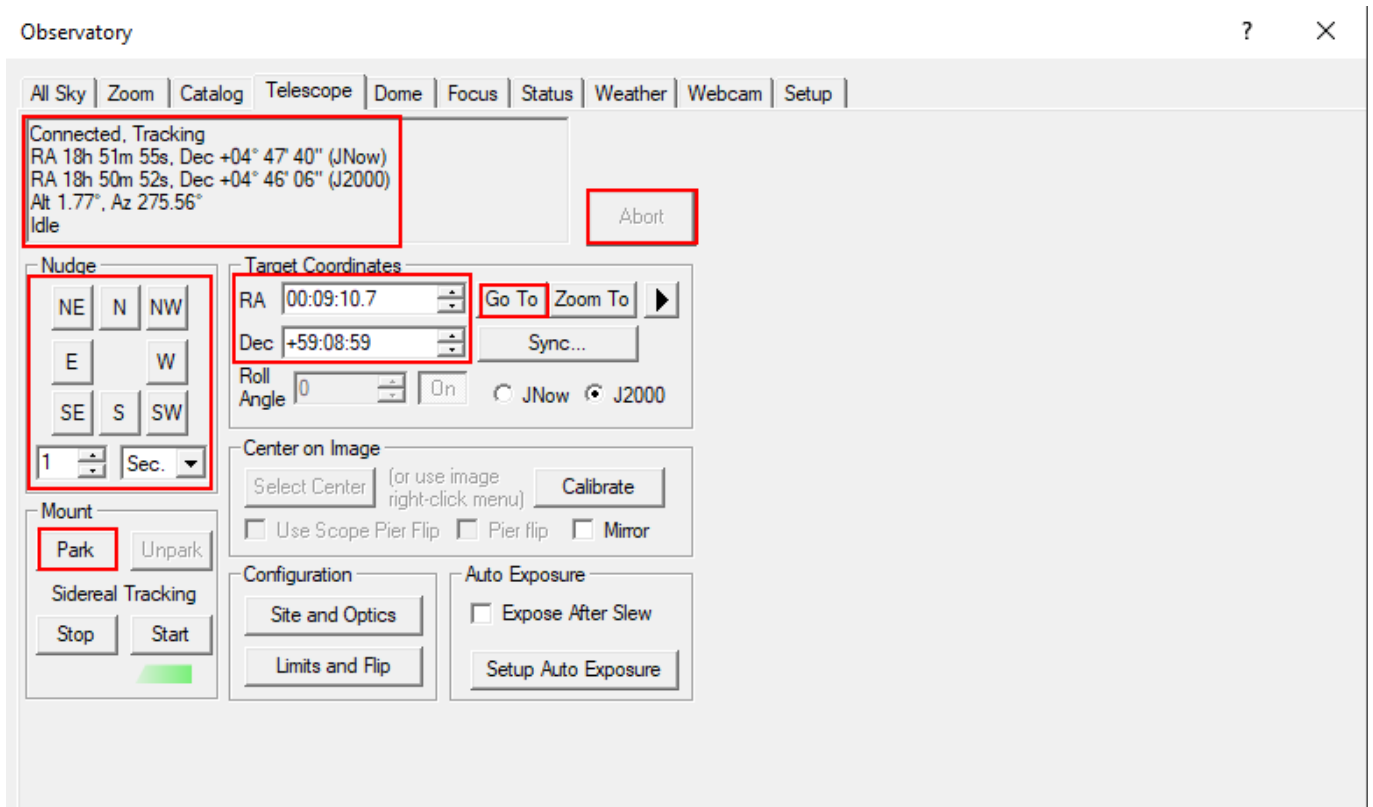 Observatory ? ×
All Sky Zoom Catalog Telescope Dome Focus Status Weather Webcam Setup
Connected, Tracking
RA 18h 51m 55s, Dec +04° 47' 40" (JNow)
RA 18h 50m 52s, Dec +04° 46' 06" (J2000)
Alt 1.77°, Az 275.56°
Idle
Abort
Nudge
NE N NW
E W
SE S SW
1 Sec.
Target Coordinates
RA 00:09:10.7 Go To Zoom To
Dec +59:08:59 Sync...
Roll
Angle 0 On JNow J2000
Center on Image
Select Center (or use image
right-click menu) Calibrate
Use Scope Pier Flip Pier flip Mirror
Mount
Park Unpark
Sidereal Tracking
Stop Start
Configuration
Site and Optics
Limits and Flip
Auto Exposure
Expose After Slew
Setup Auto Exposure